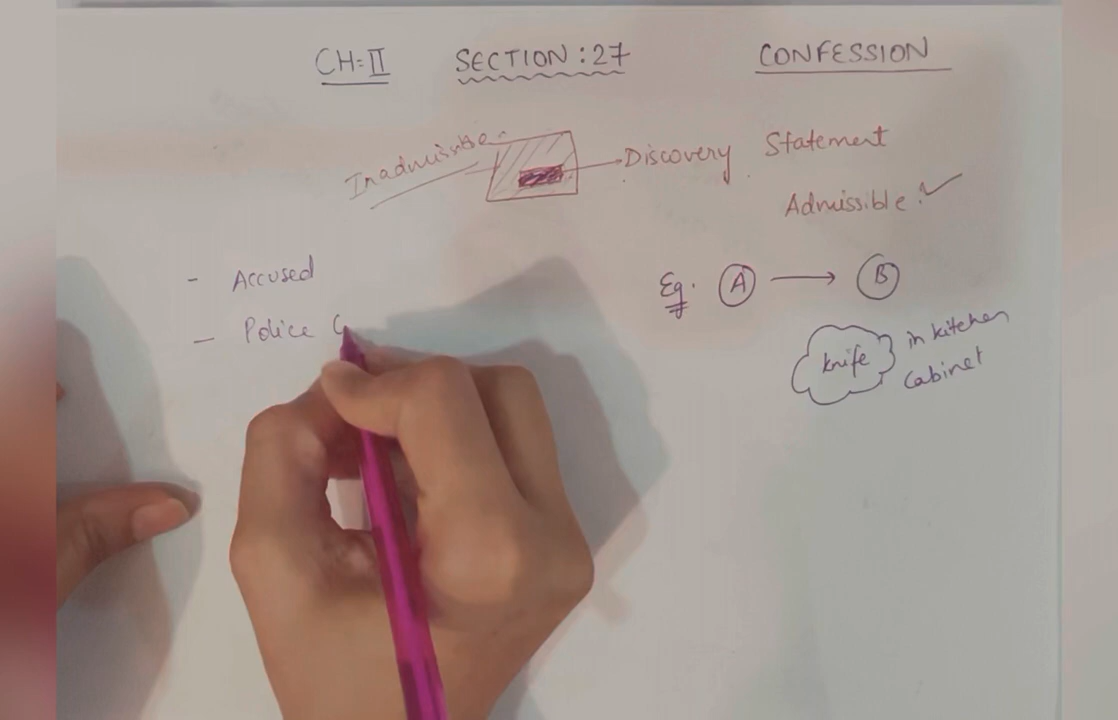 CH=II SECTION:27 CONFESSION
Inadmissible Discovery Statement
Admissible.✓
- Accused
Eg. A → B
- Police C
knife in kitchen
cabinet